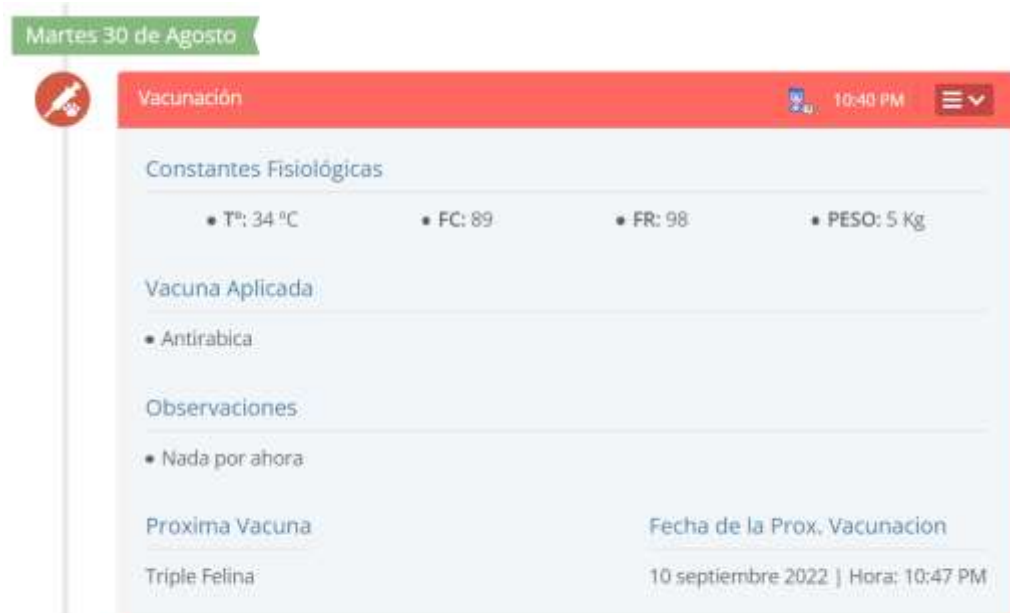 Martes 30 de Agosto
Vacunación 10:40 PM
Constantes Fisiológicas
• Tº: 34 ºC • FC: 89 • FR: 98 • PESO: 5 Kg
Vacuna Aplicada
• Antirabica
Observaciones
• Nada por ahora
Proxima Vacuna Fecha de la Prox. Vacunacion
Triple Felina 10 septiembre 2022 | Hora: 10:47 PM